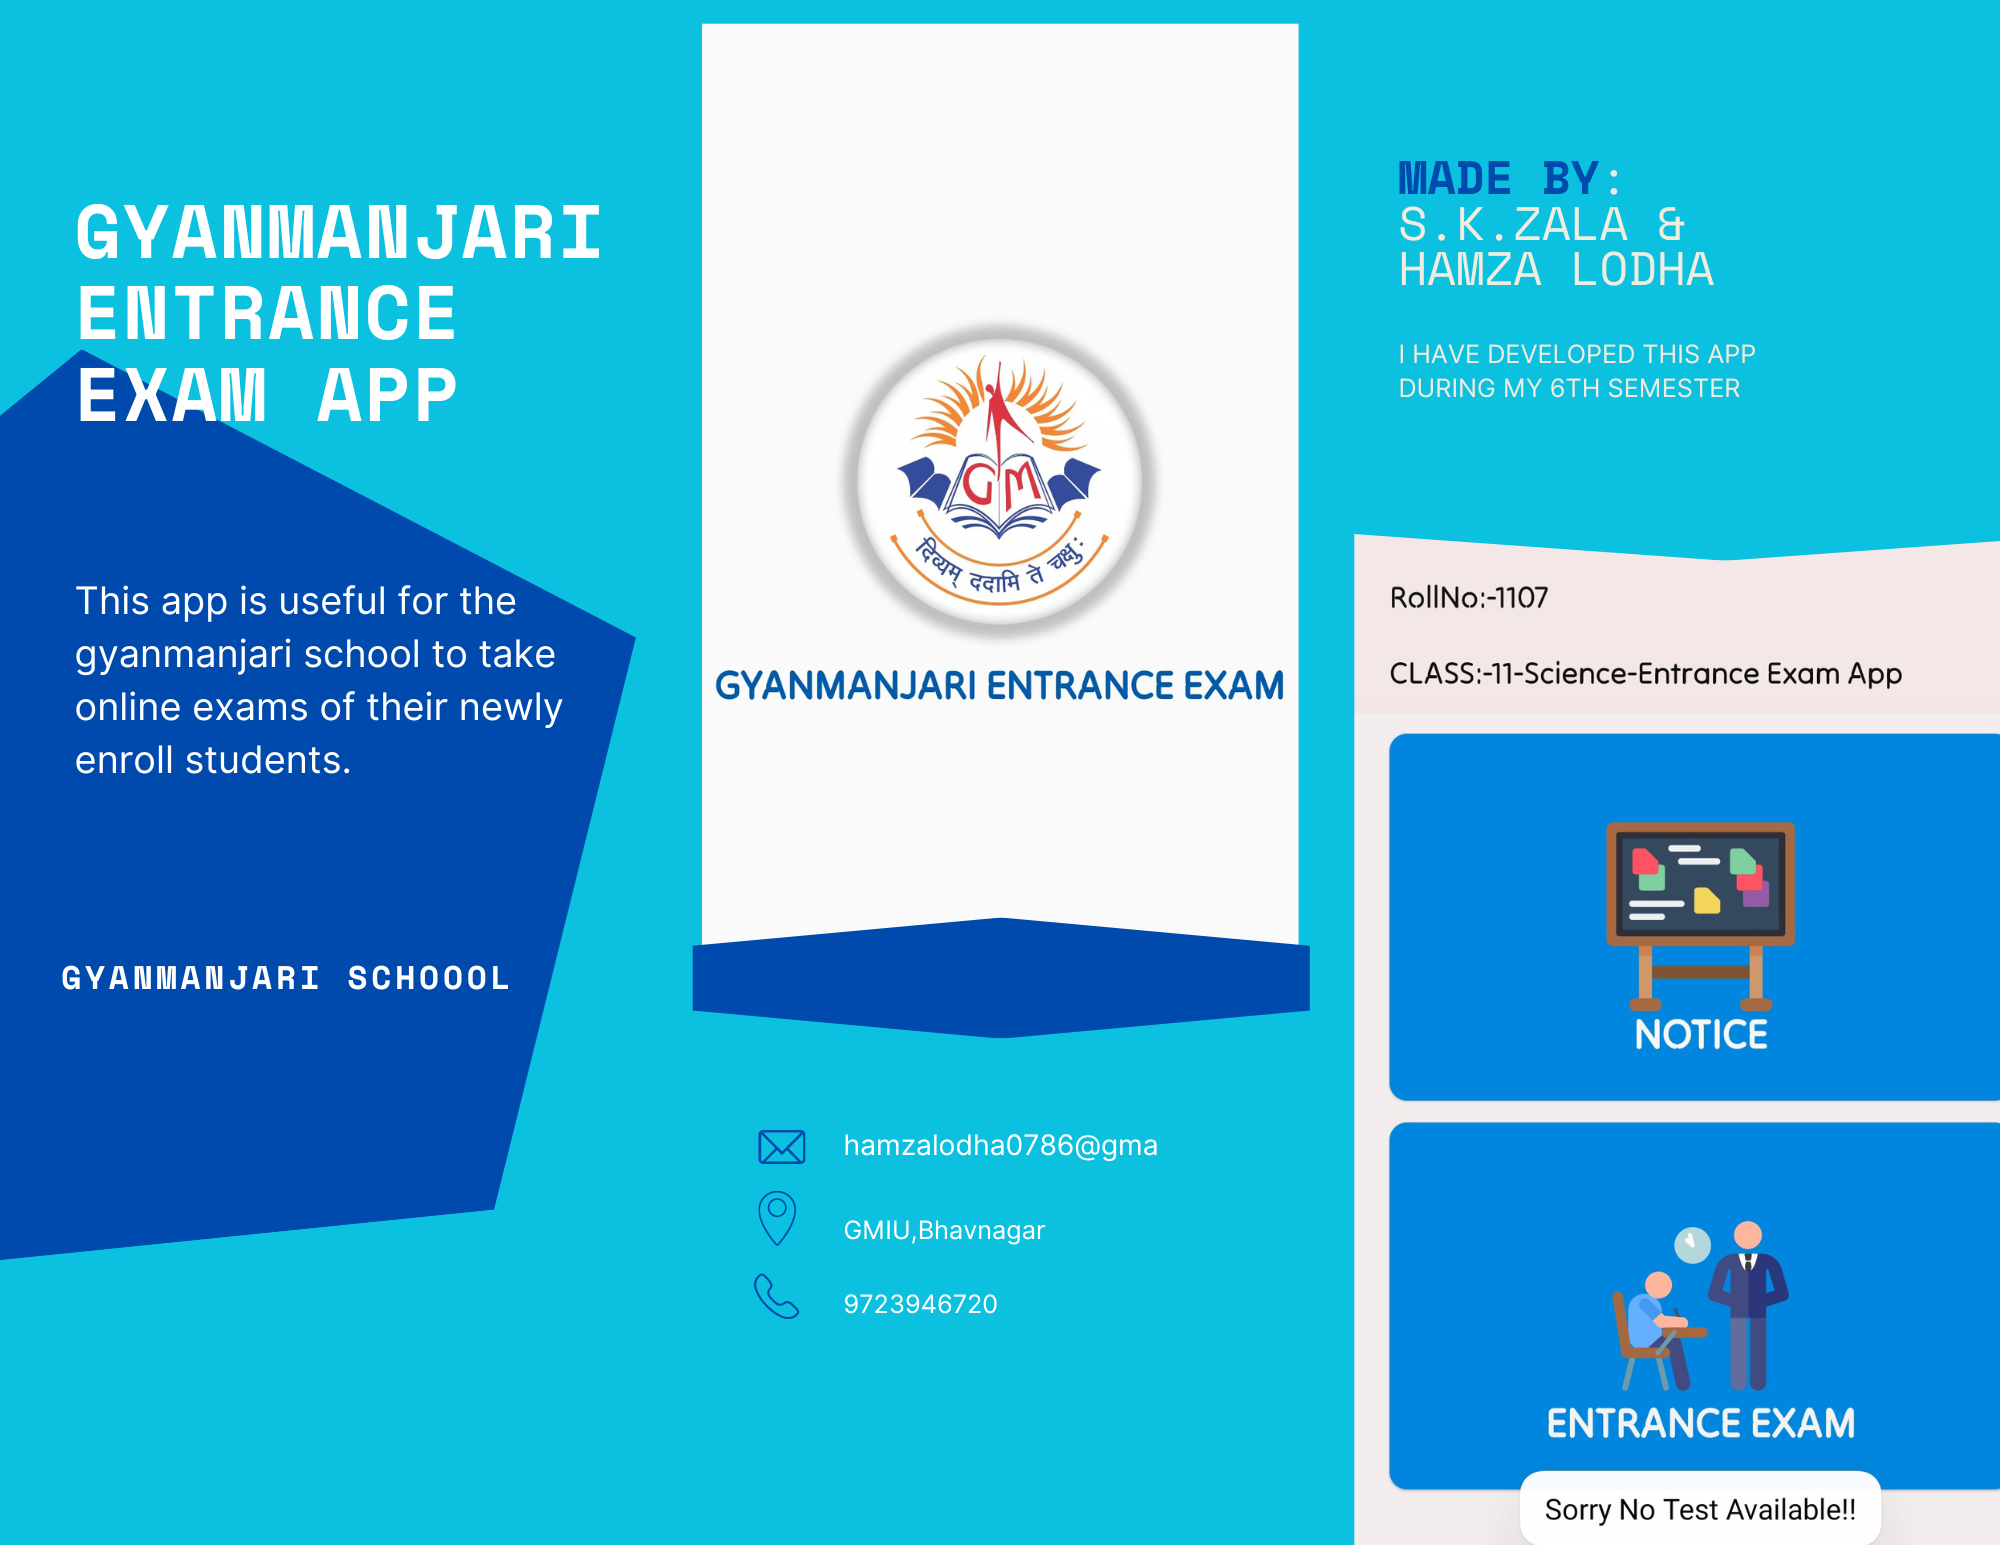 GYANMANJARI
ENTRANCE
EXAM APP
This app is useful for the
gyanmanjari school to take
online exams of their newly
enroll students.
GYANMANJARI SCHOOOL
GM
दिव्यम् ददामि ते चक्षु:
GYANMANJARI ENTRANCE EXAM
hamzalodha0786@gma
GMIU,Bhavnagar
9723946720
MADE BY:
S.K.ZALA &
HAMZA LODHA
I HAVE DEVELOPED THIS APP
DURING MY 6TH SEMESTER
RollNo:-1107
CLASS:-11-Science-Entrance Exam App
NOTICE
ENTRANCE EXAM
Sorry No Test Available!!